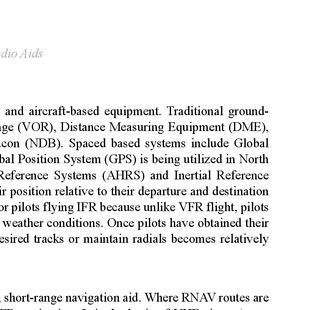 dio Aids
and aircraft-based equipment. Traditional ground-
ge (VOR), Distance Measuring Equipment (DME),
con (NDB). Spaced based systems include Global
bal Position System (GPS) is being utilized in North
Reference Systems (AHRS) and Inertial Reference
r position relative to their departure and destination
or pilots flying IFR because unlike VFR flight, pilots
weather conditions. Once pilots have obtained their
esired tracks or maintain radials becomes relatively
short-range navigation aid. Where RNAV routes are